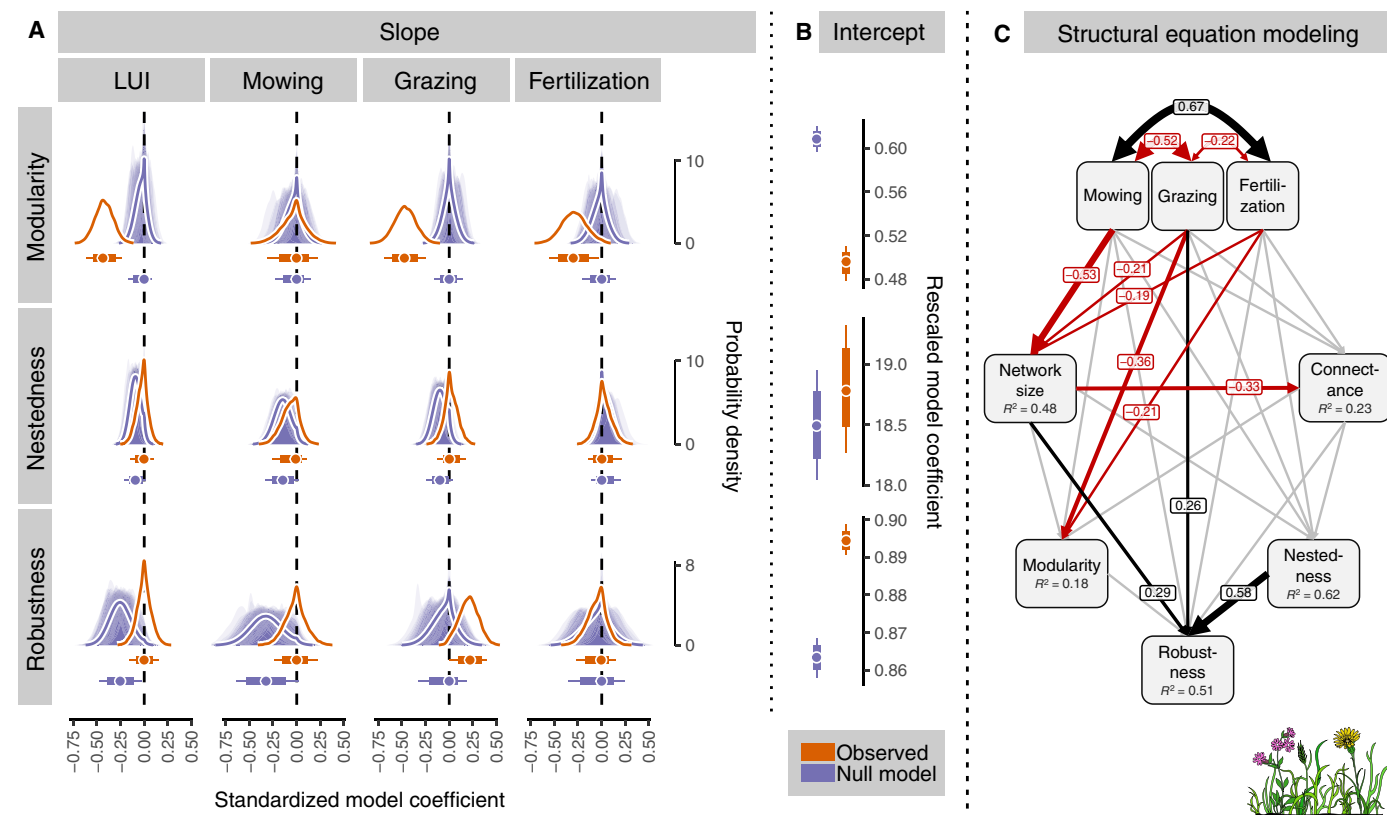 A
Slope
LUI
Mowing
Grazing
Fertilization
Modularity
Nestedness
Robustness
10
0
10
0
8
0
Probability density
−0.75
−0.50
−0.25
0.00
0.25
0.50
−0.75
−0.50
−0.25
0.00
0.25
0.50
−0.75
−0.50
−0.25
0.00
0.25
0.50
−0.75
−0.50
−0.25
0.00
0.25
0.50
Standardized model coefficient
B
Intercept
0.60
0.56
0.52
0.48
19.0
18.5
18.0
0.90
0.89
0.88
0.87
0.86
Rescaled model coefficient
Observed
Null model
C
Structural equation modeling
0.67
−0.52
−0.22
Mowing
Grazing
Fertili-
zation
−0.53
−0.21
−0.19
−0.36
−0.33
−0.21
Network
size
R² = 0.48
Connect-
ance
R² = 0.23
0.26
Modularity
R² = 0.18
Nested-
ness
R² = 0.62
0.29
0.58
Robust-
ness
R² = 0.51